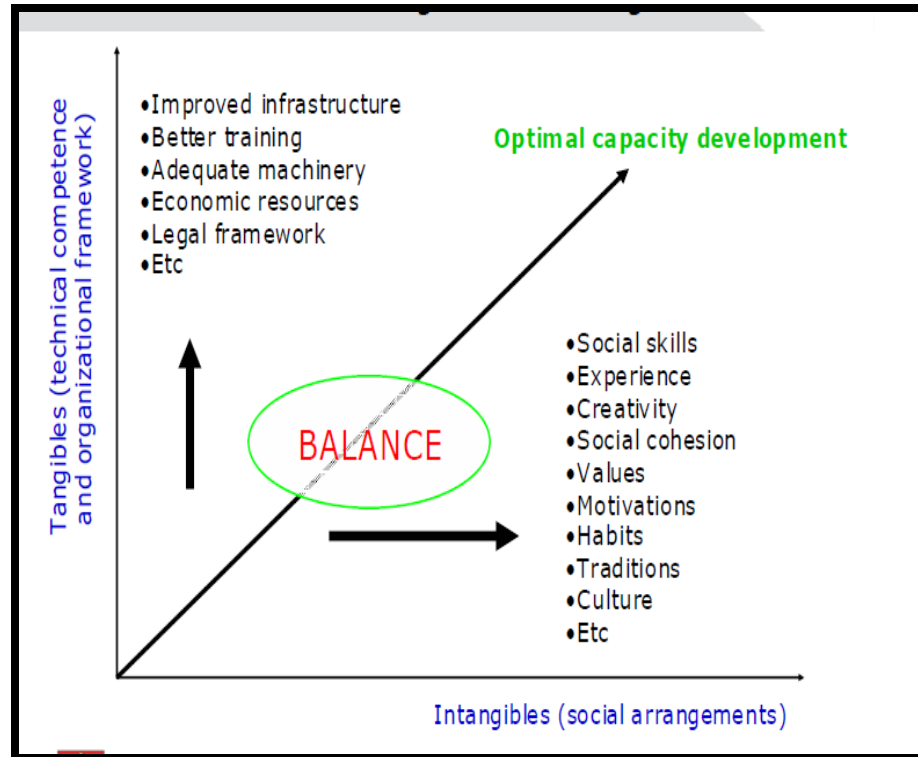 •Improved infrastructure
•Better training
•Adequate machinery
•Economic resources
•Legal framework
•Etc
Tangibles (technical competence
and organizational framework)
Optimal capacity development
BALANCE
•Social skills
•Experience
•Creativity
•Social cohesion
•Values
•Motivations
•Habits
•Traditions
•Culture
•Etc
Intangibles (social arrangements)